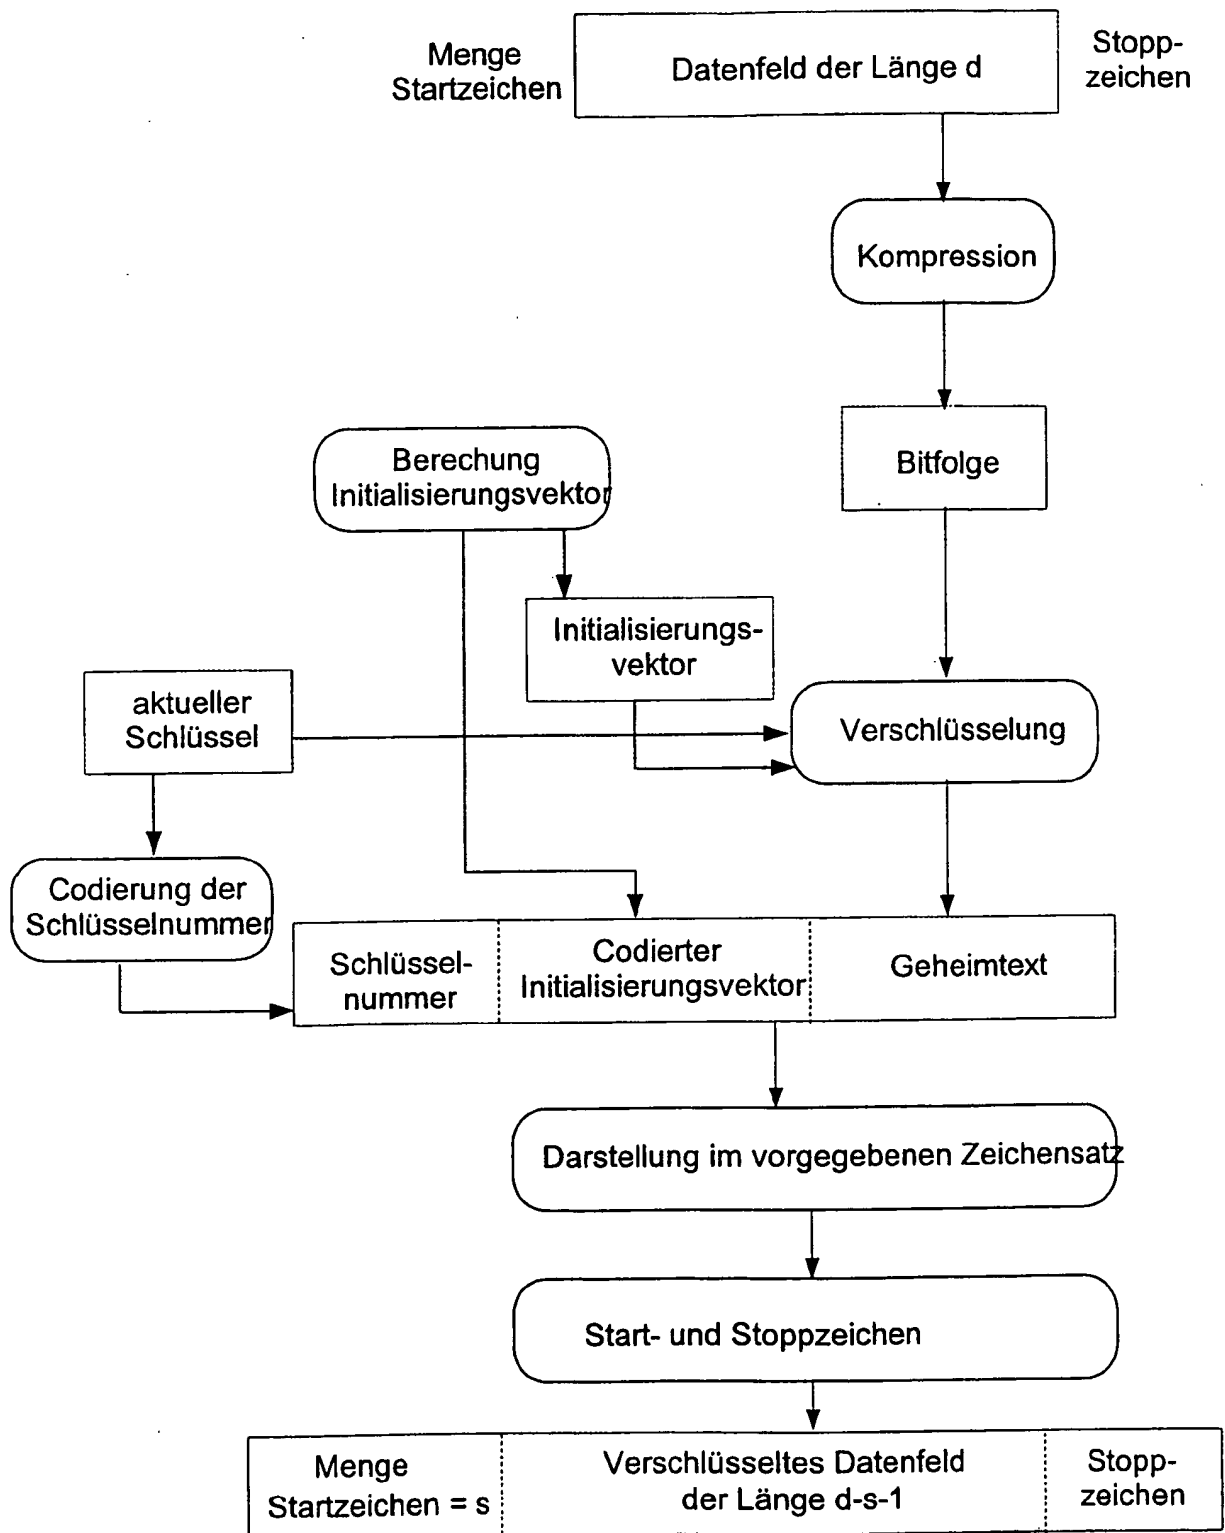 Menge
Startzeichen
Datenfeld der Länge d
Stopp-
zeichen
Kompression
Bitfolge
Berechung
Initialisierungsvektor
Initialisierungs-
vektor
aktueller
Schlüssel
Verschlüsselung
Codierung der
Schlüsselnummer
Schlüssel-
nummer
Codierter
Initialisierungsvektor
Geheimtext
Darstellung im vorgegebenen Zeichensatz
Start- und Stoppzeichen
Menge
Startzeichen = s
Verschlüsseltes Datenfeld
der Länge d-s-1
Stopp-
zeichen